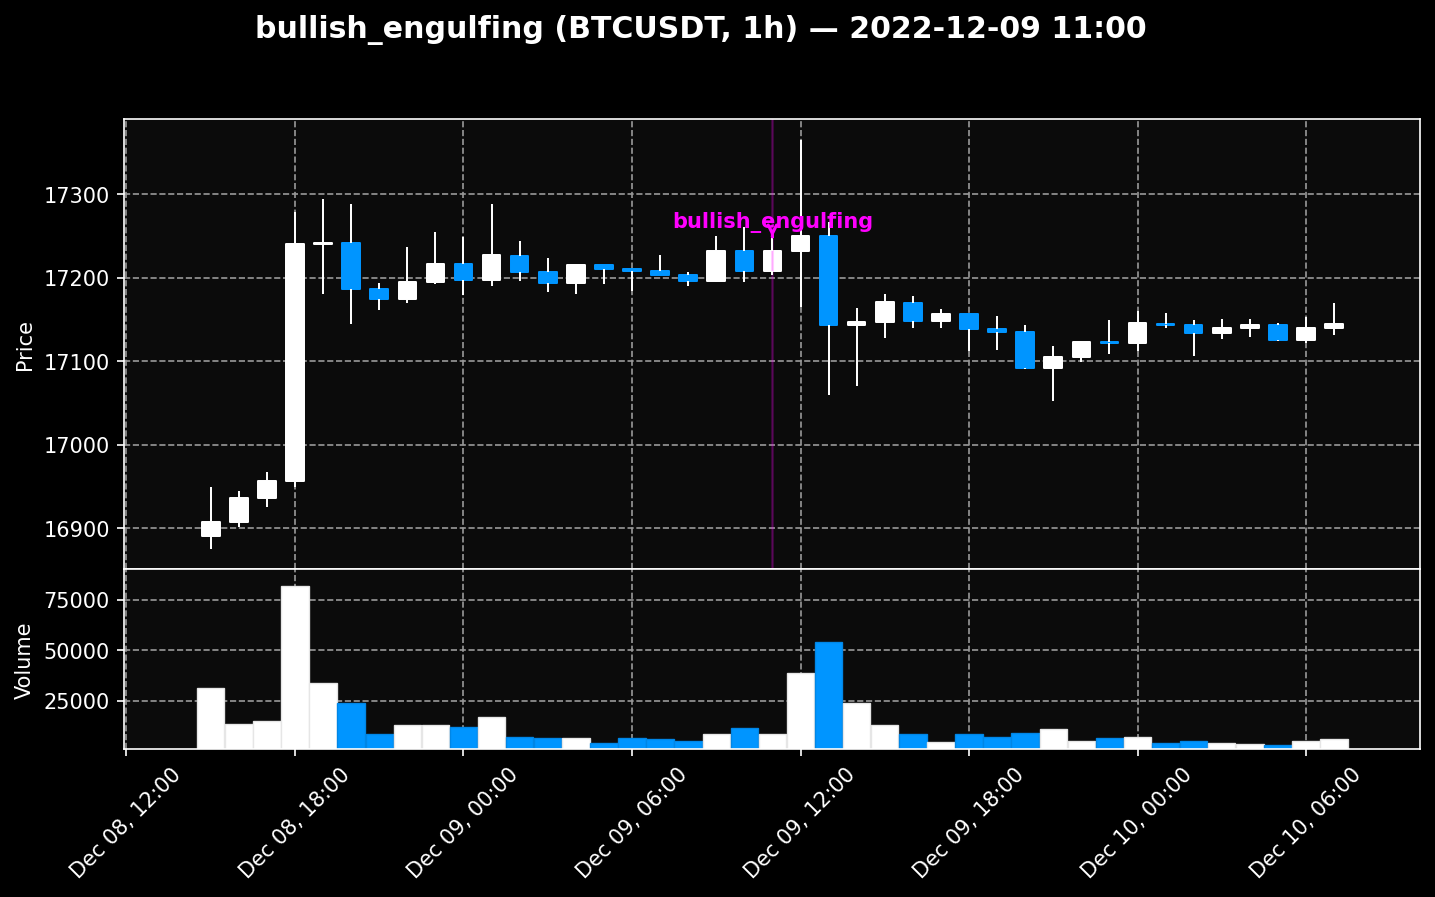 bullish_engulfing (BTCUSDT, 1h) — 2022-12-09 11:00
17300
bullish_engulfing
17200
Price
17100
17000
16900
75000
Volume
50000
25000
Dec 08, 12:00
Dec 08, 18:00
Dec 09, 00:00
Dec 09, 06:00
Dec 09, 12:00
Dec 09, 18:00
Dec 10, 00:00
Dec 10, 06:00